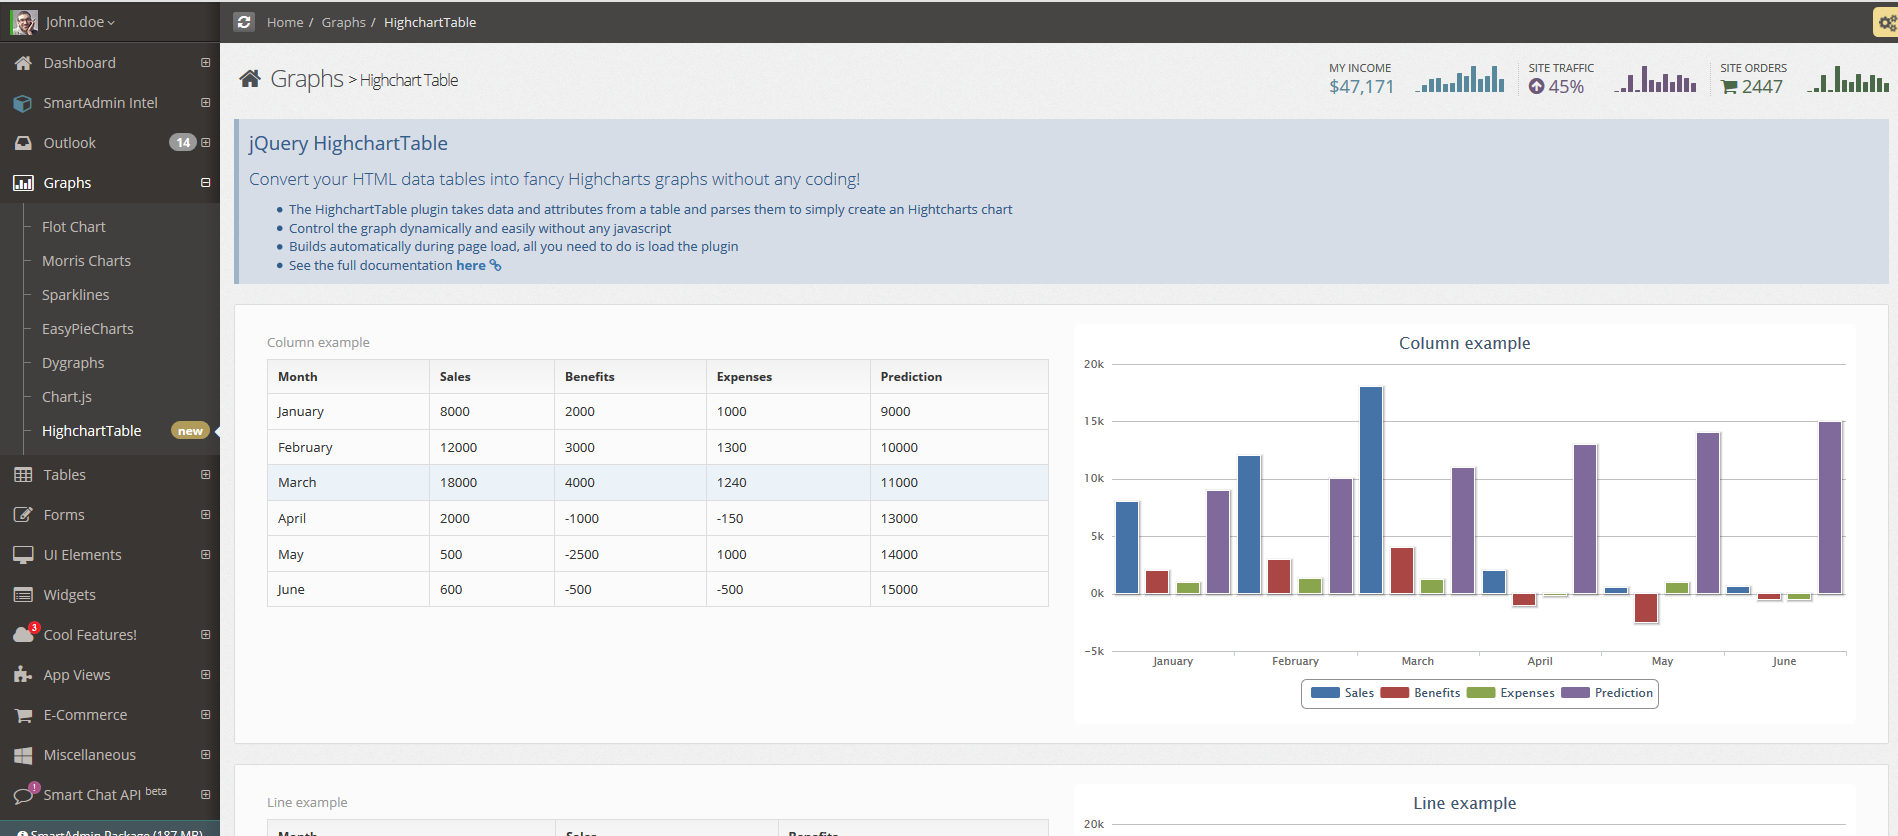 John.doe
Home / Graphs / HighchartTable
Dashboard
SmartAdmin Intel
Outlook 14
Graphs
Flot Chart
Morris Charts
Sparklines
EasyPieCharts
Dygraphs
Chart.js
HighchartTable new
Tables
Forms
UI Elements
Widgets
3
Cool Features!
App Views
E-Commerce
Miscellaneous
!
Smart Chat API beta
SmartAdmin Package (187 MB)
Graphs > Highchart Table
MY INCOME
$47,171
SITE TRAFFIC
45%
SITE ORDERS
2447
jQuery HighchartTable
Convert your HTML data tables into fancy Highcharts graphs without any coding!
The HighchartTable plugin takes data and attributes from a table and parses them to simply create an Hightcharts chart
Control the graph dynamically and easily without any javascript
Builds automatically during page load, all you need to do is load the plugin
See the full documentation here
Column example
Month Sales Benefits Expenses Prediction
January 8000 2000 1000 9000
February 12000 3000 1300 10000
March 18000 4000 1240 11000
April 2000 -1000 -150 13000
May 500 -2500 1000 14000
June 600 -500 -500 15000
Column example
20k
15k
10k
5k
0k
-5k
January February March April May June
Sales Benefits Expenses Prediction
Line example
Month Sales Benefits
Line example
20k